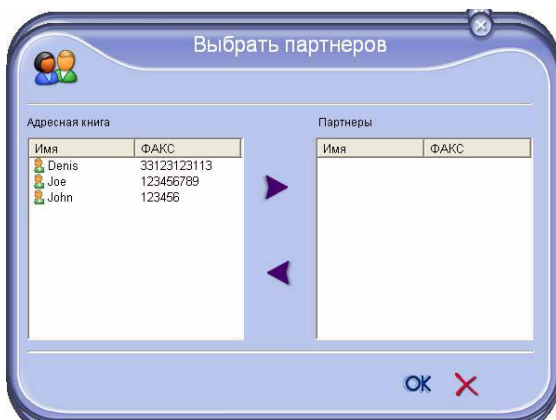 Выбрать партнеров
Адресная книга
Партнеры
Имя ФАКС
Имя ФАКС
Denis 33123123113
Joe 123456789
John 123456
OK